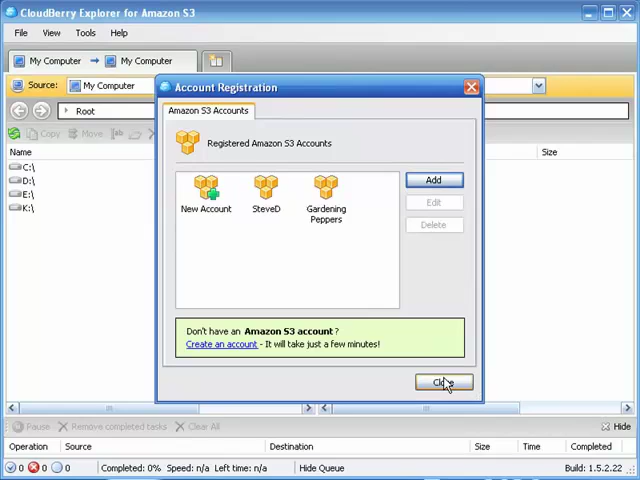 CloudBerry Explorer for Amazon S3
File View Tools Help
My Computer → My Computer
Source: My Computer
Root
Copy Move
Name
Size
C:\
D:\
E:\
K:\
Account Registration
Amazon S3 Accounts
Registered Amazon S3 Accounts
New Account
SteveD
Gardening Peppers
Add
Edit
Delete
Don't have an Amazon S3 account ?
Create an account - It will take just a few minutes!
Close
Pause Remove completed tasks Clear All Hide
Operation Source Destination Size Time Completed
0 0 0 Completed: 0% Speed: n/a Left time: n/a Hide Queue Build: 1.5.2.22